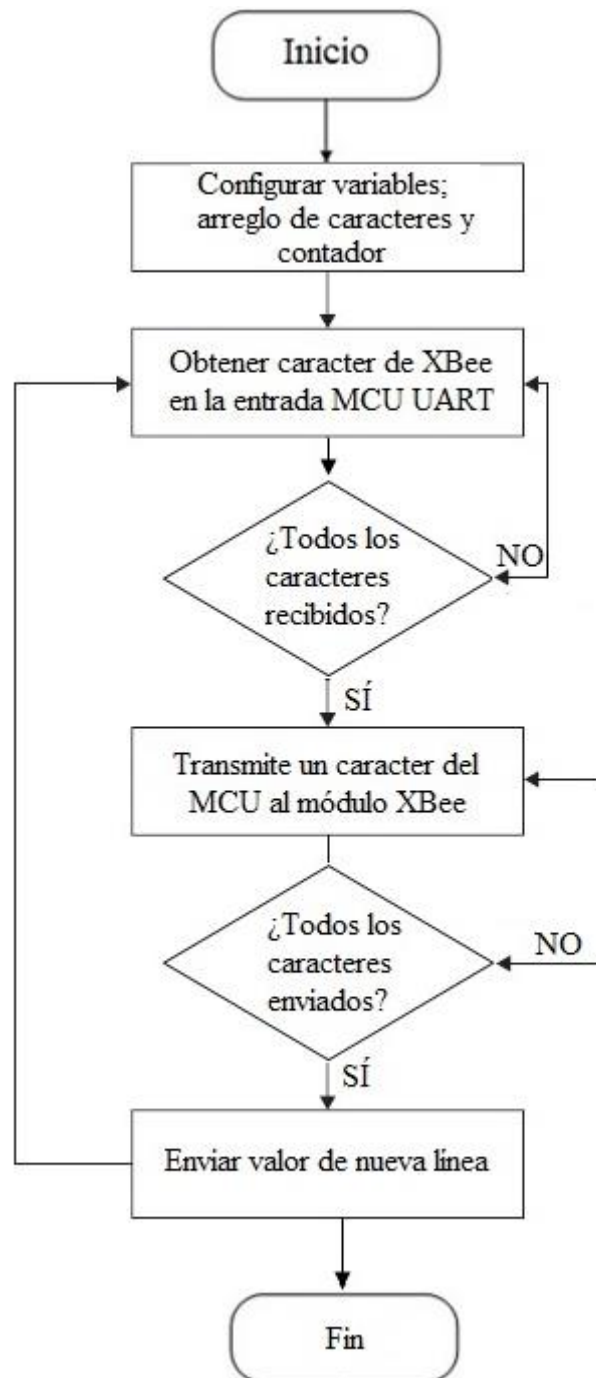 Inicio
Configurar variables;
arreglo de caracteres y
contador
Obtener caracter de XBee
en la entrada MCU UART
¿Todos los
caracteres
recibidos?
NO
SÍ
Transmite un caracter del
MCU al módulo XBee
¿Todos los
caracteres
enviados?
NO
SÍ
Enviar valor de nueva línea
Fin